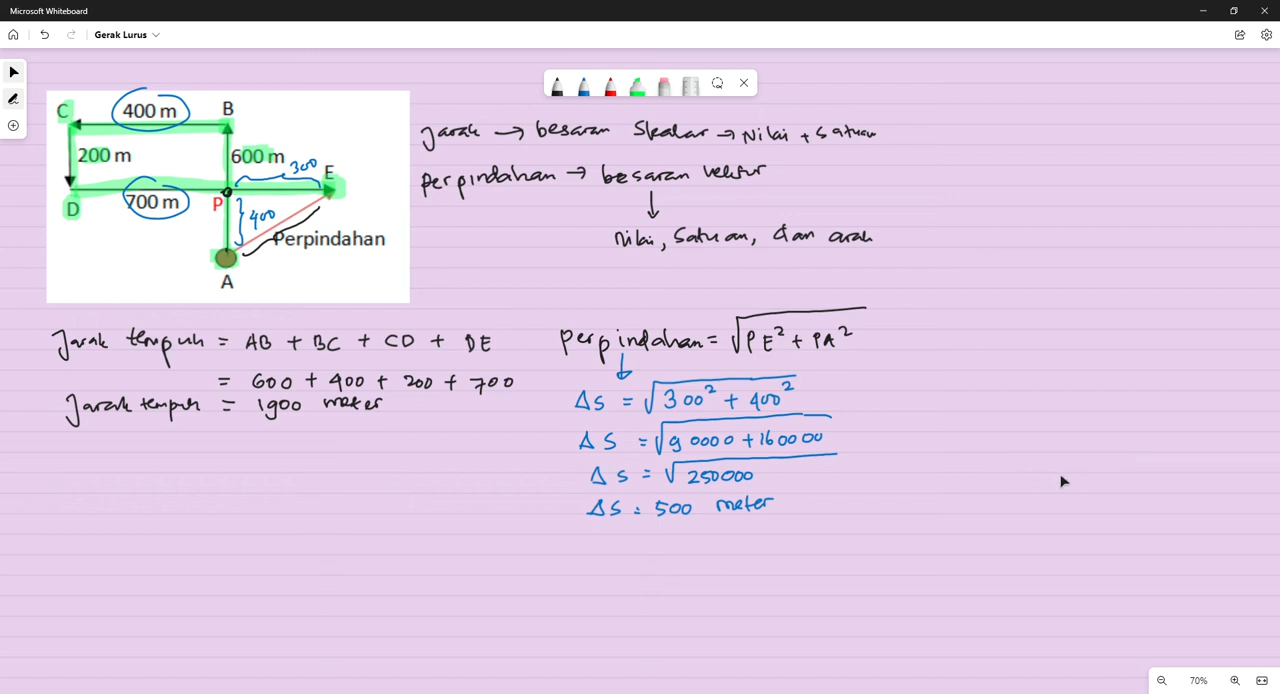 Microsoft Whiteboard
Gerak Lurus
C 400 m B
200 m 600 m
300 E
D 700 m P 400
Perpindahan
A
Jarak → besaran Skalar → Nilai + Satuan
Perpindahan → besaran vektor
↓
Nilai, Satuan, dan arah
Jarak tempuh = AB + BC + CD + DE
= 600 + 400 + 200 + 700
Jarak tempuh = 1900 meter
perpindahan = √PE² + PA²
↓
Δs = √300² + 400²
Δs = √90000 + 160000
Δs = √250000
Δs = 500 meter
70%